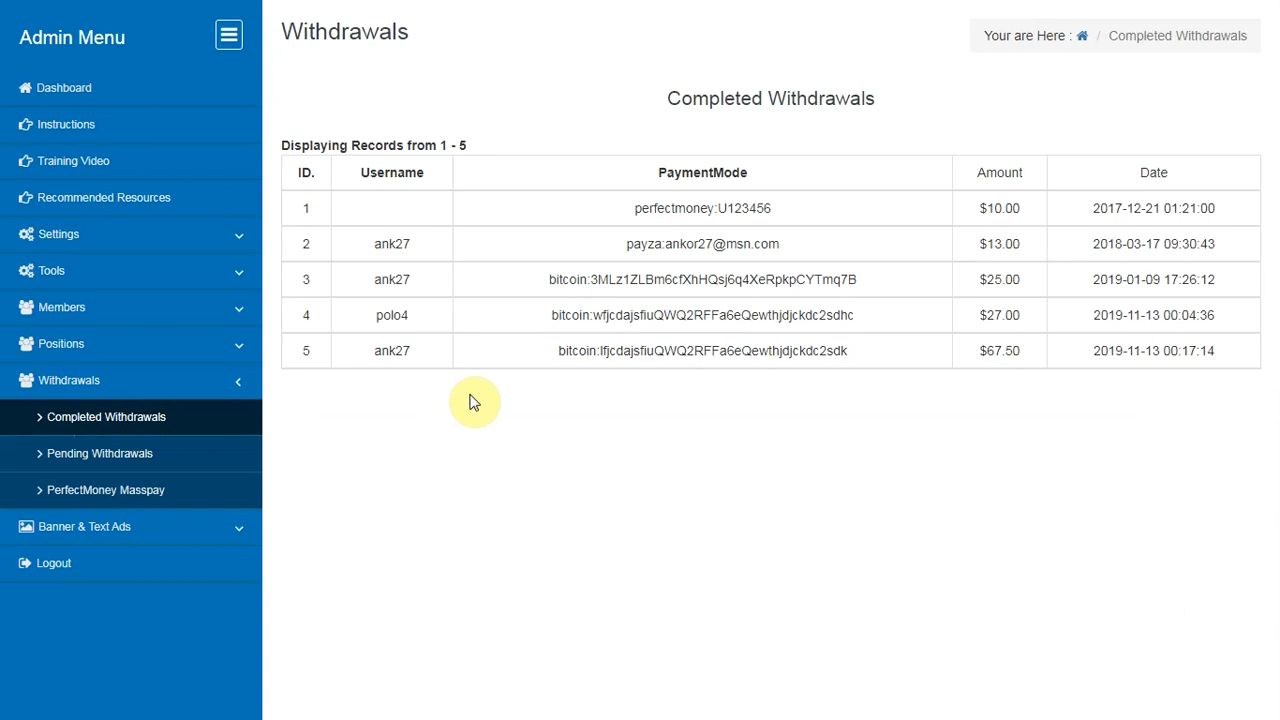 Admin Menu
Dashboard
Instructions
Training Video
Recommended Resources
Settings
Tools
Members
Positions
Withdrawals
Completed Withdrawals
Pending Withdrawals
PerfectMoney Masspay
Banner & Text Ads
Logout
Withdrawals
Your are Here : / Completed Withdrawals
Completed Withdrawals
Displaying Records from 1 - 5
ID. Username PaymentMode Amount Date
1 perfectmoney:U123456 $10.00 2017-12-21 01:21:00
2 ank27 payza:ankor27@msn.com $13.00 2018-03-17 09:30:43
3 ank27 bitcoin:3MLz1ZLBm6cfXhHQsj6q4XeRpkpCYTmq7B $25.00 2019-01-09 17:26:12
4 polo4 bitcoin:wfjcdajsfiuQWQ2RFFa6eQewthjdjckdc2sdhc $27.00 2019-11-13 00:04:36
5 ank27 bitcoin:lfjcdajsfiuQWQ2RFFa6eQewthjdjckdc2sdk $67.50 2019-11-13 00:17:14